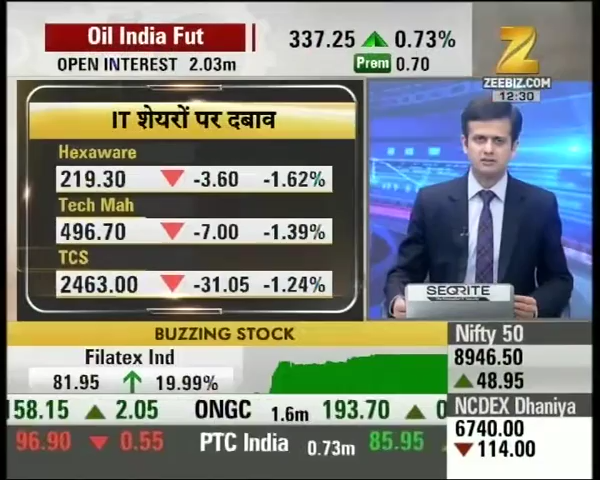 Oil India Fut
337.25 0.73%
OPEN INTEREST 2.03m
Prem 0.70
ZEEBIZ.COM
12:30
IT शेयरों पर दबाव
Hexaware
219.30 -3.60 -1.62%
Tech Mah
496.70 -7.00 -1.39%
TCS
2463.00 -31.05 -1.24%
SEQRITE
BUZZING STOCK
Filatex Ind
81.95 19.99%
Nifty 50
8946.50
48.95
NCDEX Dhaniya
6740.00
114.00
158.15 2.05 ONGC 1.6m 193.70
96.90 0.55 PTC India 0.73m 85.95